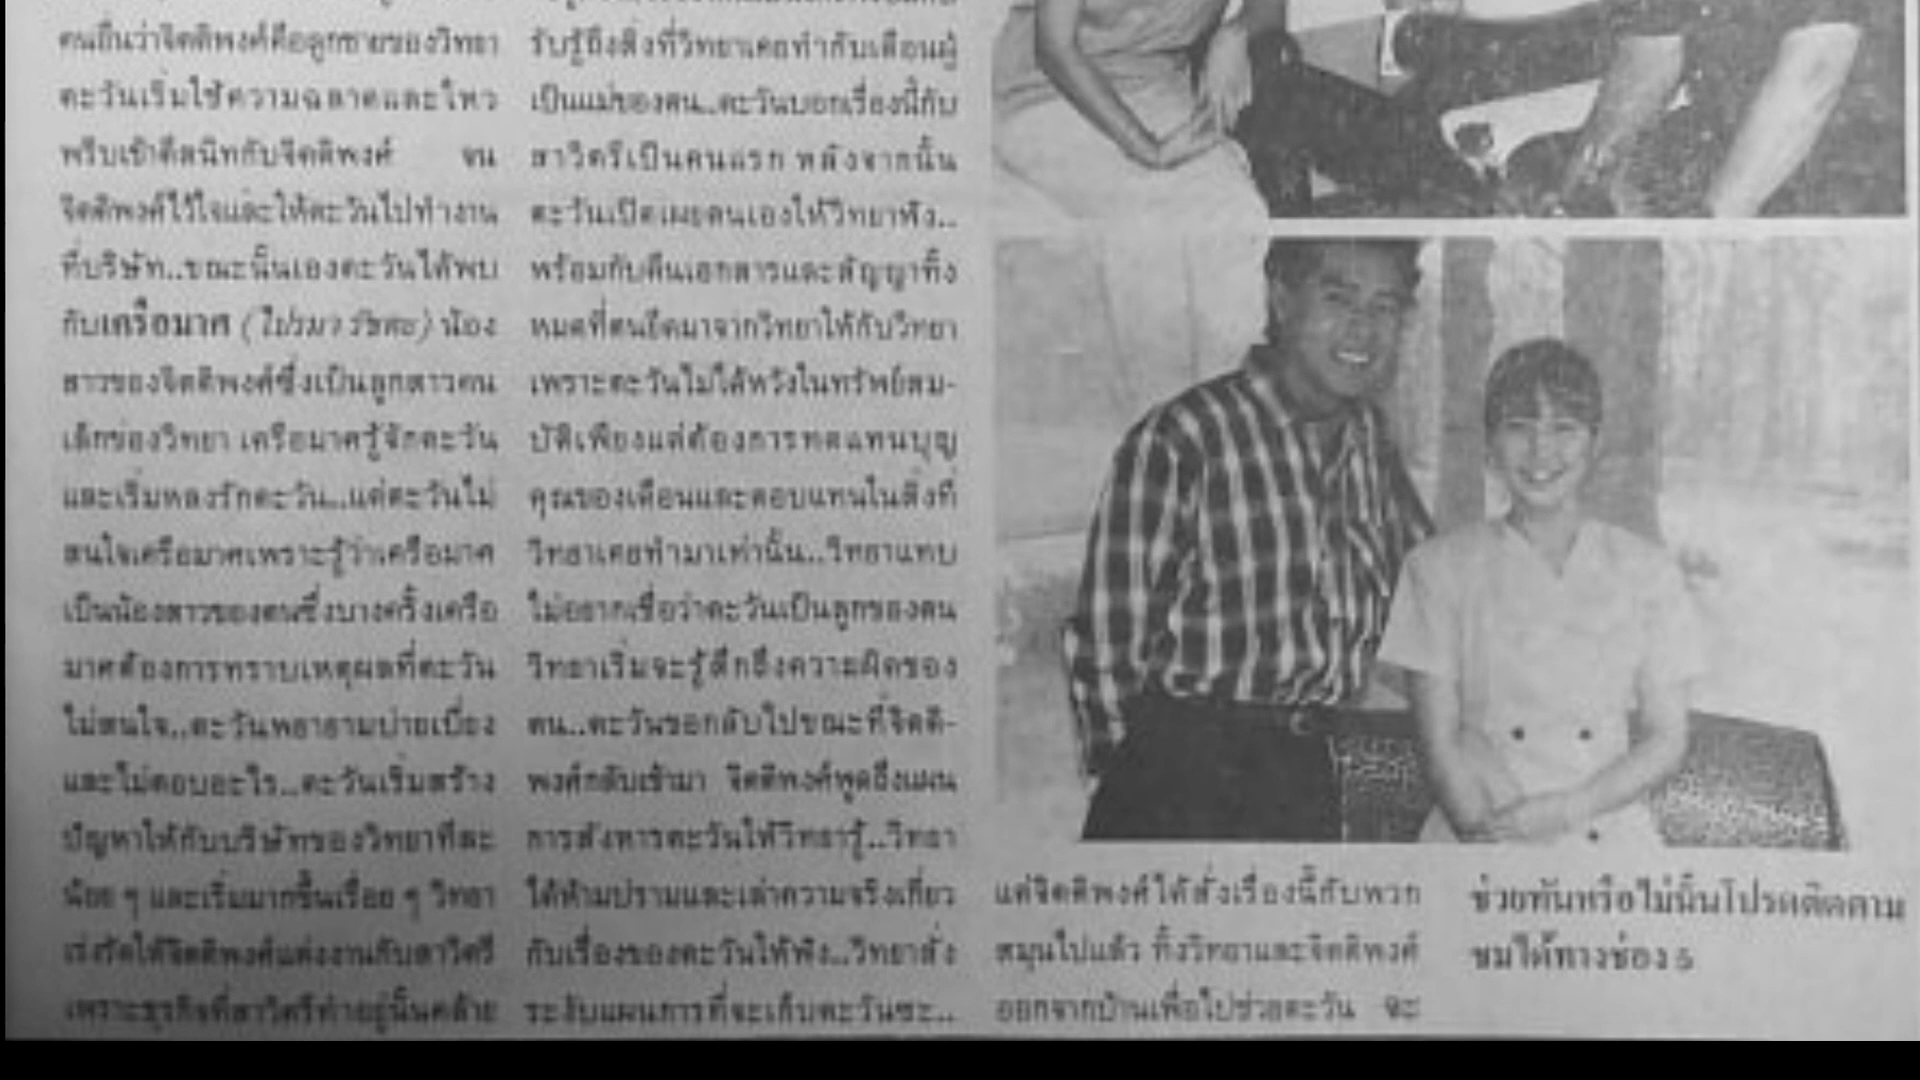 คนอื่นว่าจิตติพงศ์คือลูกชายของวิทยา
ตะวันเริ่มใช้ความฉลาดและไหว
พริบเข้าตีสนิทกับจิตติพงศ์ จน
จิตติพงศ์ไว้ใจและให้ตะวันไปทำงาน
ที่บริษัท..ขณะนั้นเองตะวันได้พบ
กับเครือมาศ (ไปรมา รัชตะ) น้อง
สาวของจิตติพงศ์ซึ่งเป็นลูกสาวคน
เล็กของวิทยา เครือมาศรู้จักตะวัน
และเริ่มหลงรักตะวัน..แต่ตะวันไม่
สนใจเครือมาศเพราะรู้ว่าเครือมาศ
เป็นน้องสาวของตนซึ่งบางครั้งเครือ
มาศต้องการทราบเหตุผลที่ตะวัน
ไม่สนใจ..ตะวันพยายามบ่ายเบี่ยง
และไม่ตอบอะไร..ตะวันเริ่มสร้าง
ปัญหาให้กับบริษัทของวิทยาทีละ
น้อย ๆ และเริ่มมากขึ้นเรื่อย ๆ วิทยา
เร่งรัดให้จิตติพงศ์แต่งงานกับสาวิตรี
เพราะธุรกิจที่สาวิตรีทำอยู่นั้นคล้าย
รับรู้ถึงสิ่งที่วิทยาเคยทำกับเดือนผู้
เป็นแม่ของตน..ตะวันบอกเรื่องนี้กับ
สาวิตรีเป็นคนแรก หลังจากนั้น
ตะวันเปิดเผยตนเองให้วิทยาฟัง..
พร้อมกับคืนเอกสารและสัญญาทั้ง
หมดที่ตนยึดมาจากวิทยาให้กับวิทยา
เพราะตะวันไม่ได้หวังในทรัพย์สม-
บัติเพียงแต่ต้องการทดแทนบุญ
คุณของเดือนและตอบแทนในสิ่งที่
วิทยาเคยทำมาเท่านั้น..วิทยาแทบ
ไม่อยากเชื่อว่าตะวันเป็นลูกของตน
วิทยาเริ่มจะรู้สึกถึงความผิดของ
ตน..ตะวันขอกลับไปขณะที่จิตติ-
พงศ์กลับเข้ามา จิตติพงศ์พูดถึงแผน
การสังหารตะวันให้วิทยารู้..วิทยา
ได้ห้ามปรามและเล่าความจริงเกี่ยว
กับเรื่องของตะวันให้ฟัง..วิทยาสั่ง
ระงับแผนการที่จะเก็บตะวันซะ..
แต่จิตติพงศ์ได้สั่งเรื่องนี้กับพวก
สมุนไปแล้ว ทั้งวิทยาและจิตติพงศ์
ออกจากบ้านเพื่อไปช่วยตะวัน จะ
ช่วยทันหรือไม่นั้นโปรดติดตาม
ชมได้ทางช่อง 5